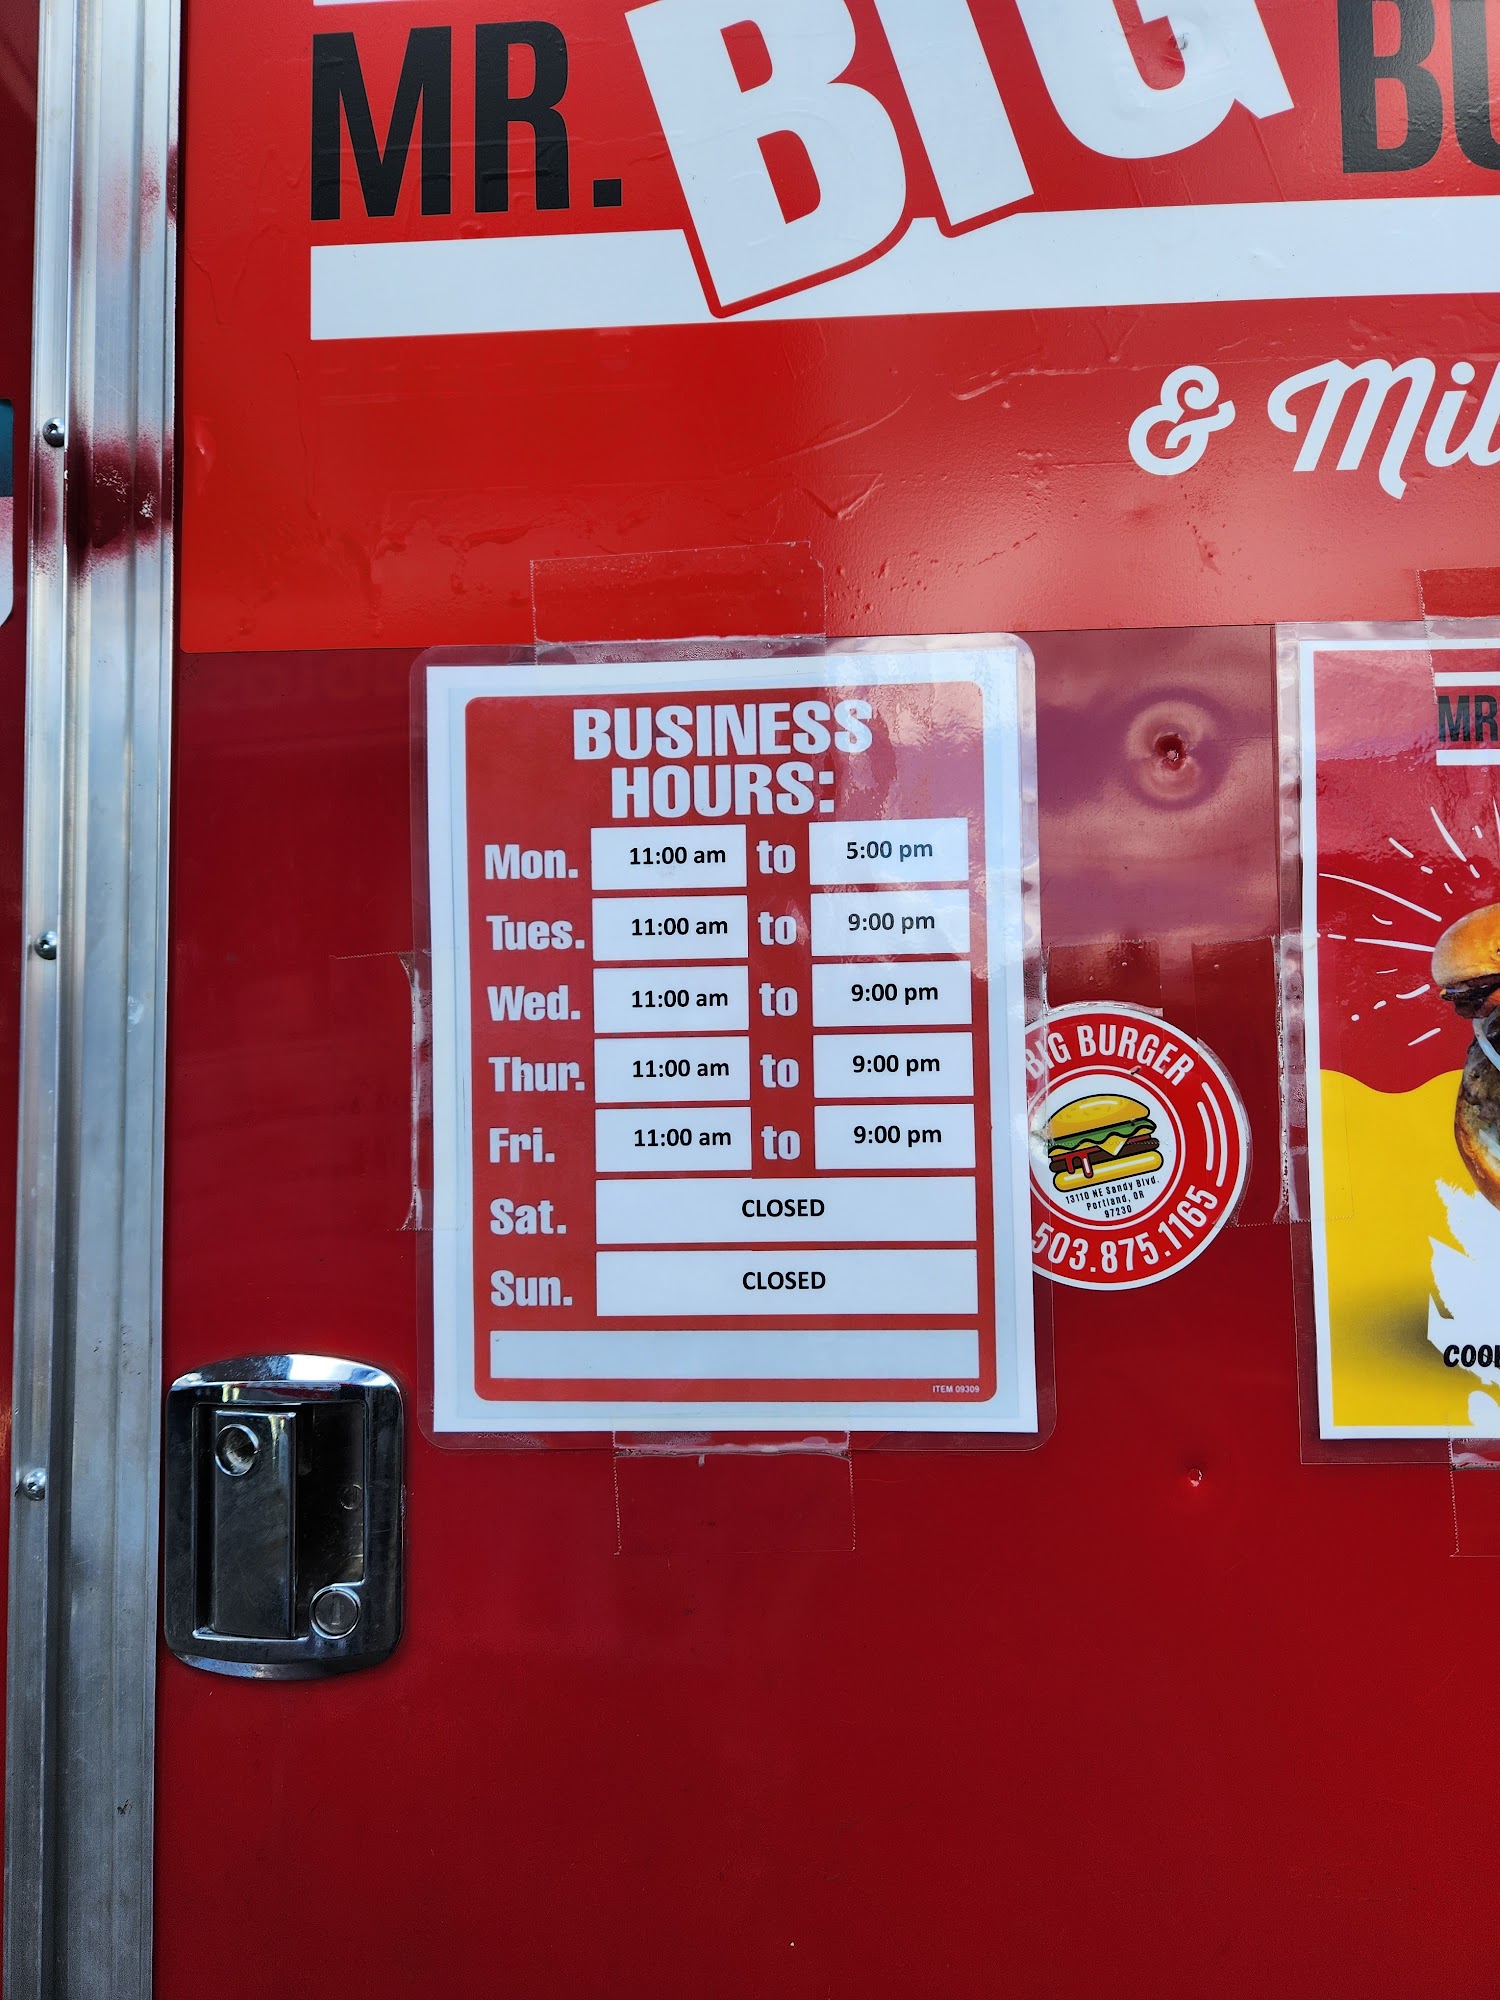 MR. BIG
& Mil
BUSINESS
HOURS:
Mon. 11:00 am to 5:00 pm
Tues. 11:00 am to 9:00 pm
Wed. 11:00 am to 9:00 pm
Thur. 11:00 am to 9:00 pm
Fri. 11:00 am to 9:00 pm
Sat. CLOSED
Sun. CLOSED
ITEM 09309
BIG BURGER
13110 NE Sandy Blvd.
Portland, OR
97230
503.875.1165
MR